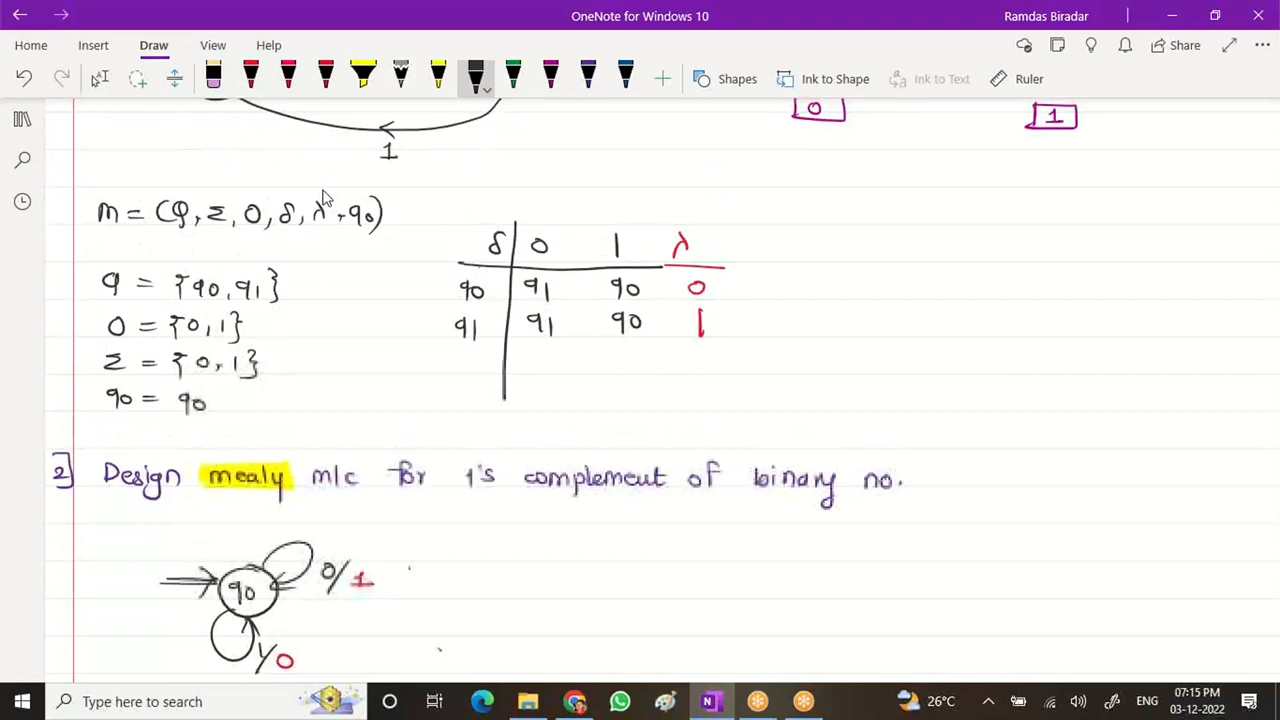 OneNote for Windows 10
Ramdas Biradar
Home Insert Draw View Help
Share
Shapes Ink to Shape Ink to Text Ruler
0 1
1
m = (Q, Σ, O, δ, λ, q0)
δ 0 1 λ
q0 q1 q0 0
q1 q1 q0 1
Q = {q0, q1}
O = {0, 1}
Σ = {0, 1}
q0 = q0
2] Design mealy m/c for 1's complement of binary no.
q0 0/1
1/0
Type here to search
26°C ENG 07:15 PM
03-12-2022